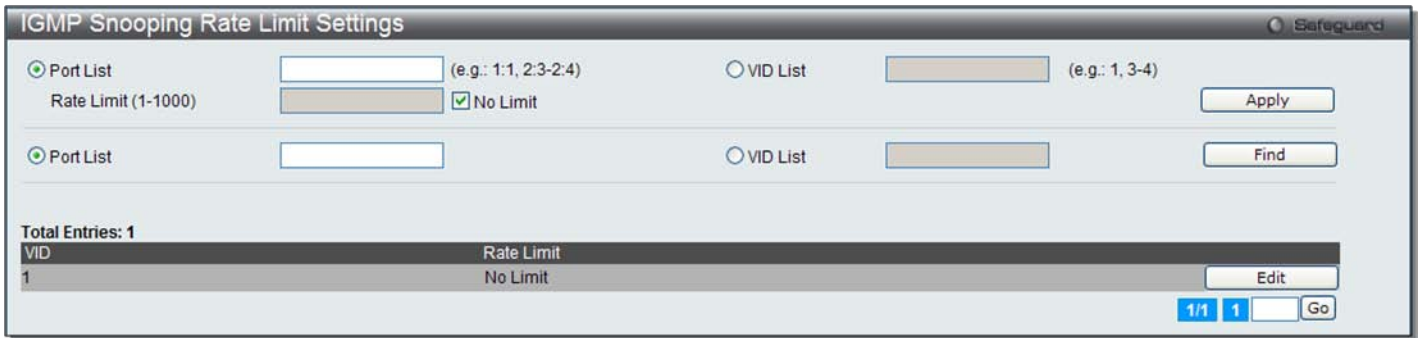 IGMP Snooping Rate Limit Settings
Safeguard
Port List (e.g.: 1:1, 2:3-2:4) VID List (e.g.: 1, 3-4)
Rate Limit (1-1000) No Limit Apply
Port List VID List Find
Total Entries: 1
VID Rate Limit
1 No Limit Edit
1/1 1 Go